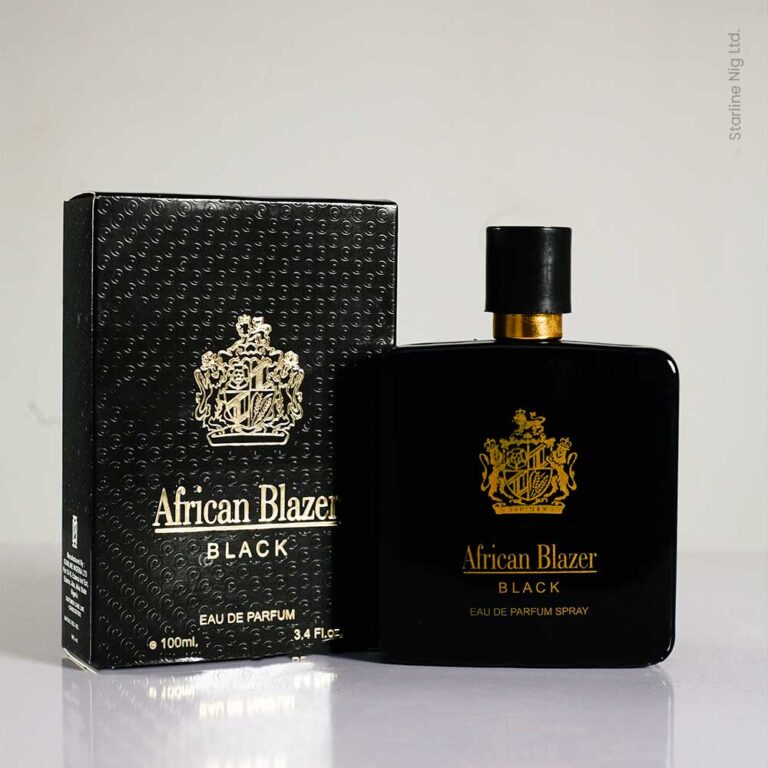 Starline Nig Ltd.
African Blazer
BLACK
EAU DE PARFUM
e 100ml,
3.4 Fl.oz
African Blazer
BLACK
EAU DE PARFUM SPRAY